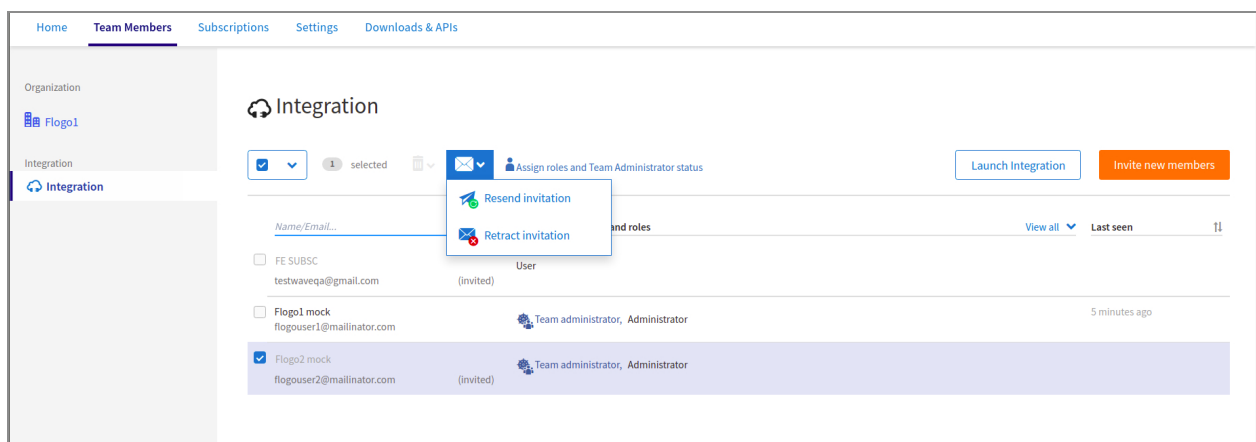 Home Team Members Subscriptions Settings Downloads & APIs
Organization
Flogo1
Integration
Integration
Integration
1 selected Assign roles and Team Administrator status Launch Integration Invite new members
Resend invitation
Retract invitation
Name/Email... and roles View all Last seen
FE SUBSC
testwaveqa@gmail.com (invited) User
Flogo1 mock
flogouser1@mailinator.com Team administrator, Administrator 5 minutes ago
Flogo2 mock
flogouser2@mailinator.com (invited) Team administrator, Administrator